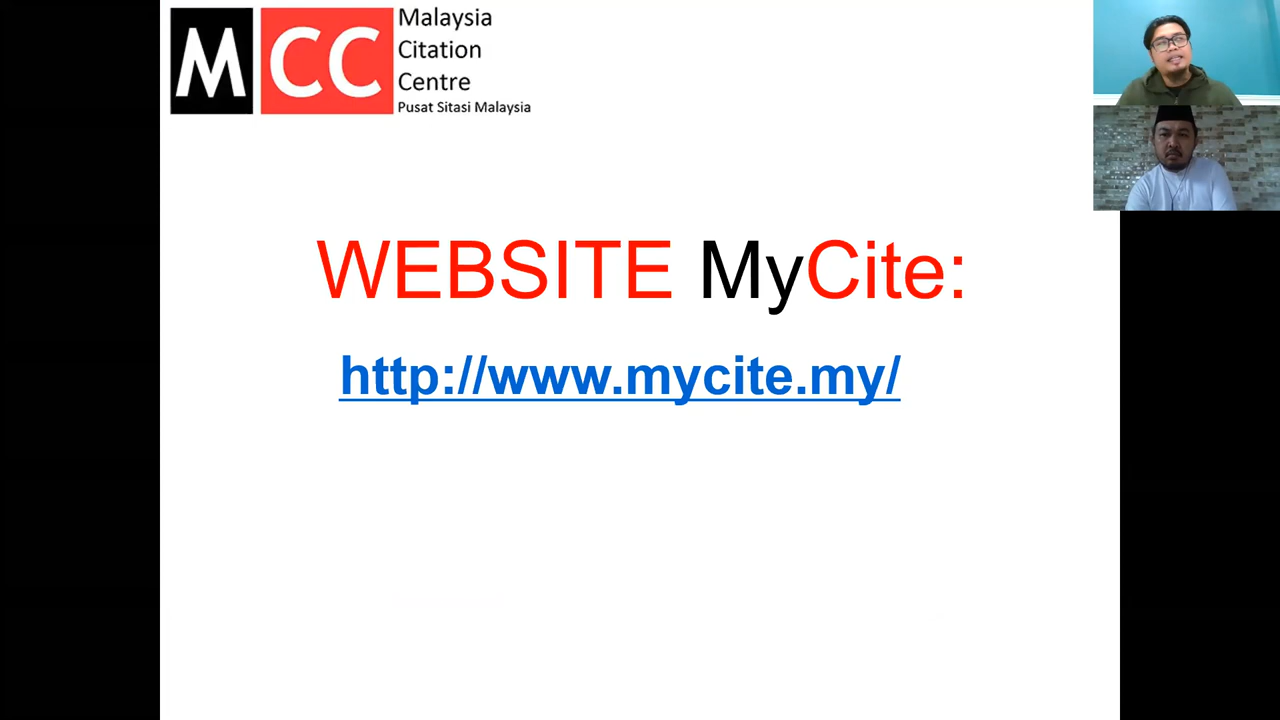 MCC
Malaysia
Citation
Centre
Pusat Sitasi Malaysia
WEBSITE MyCite:
http://www.mycite.my/